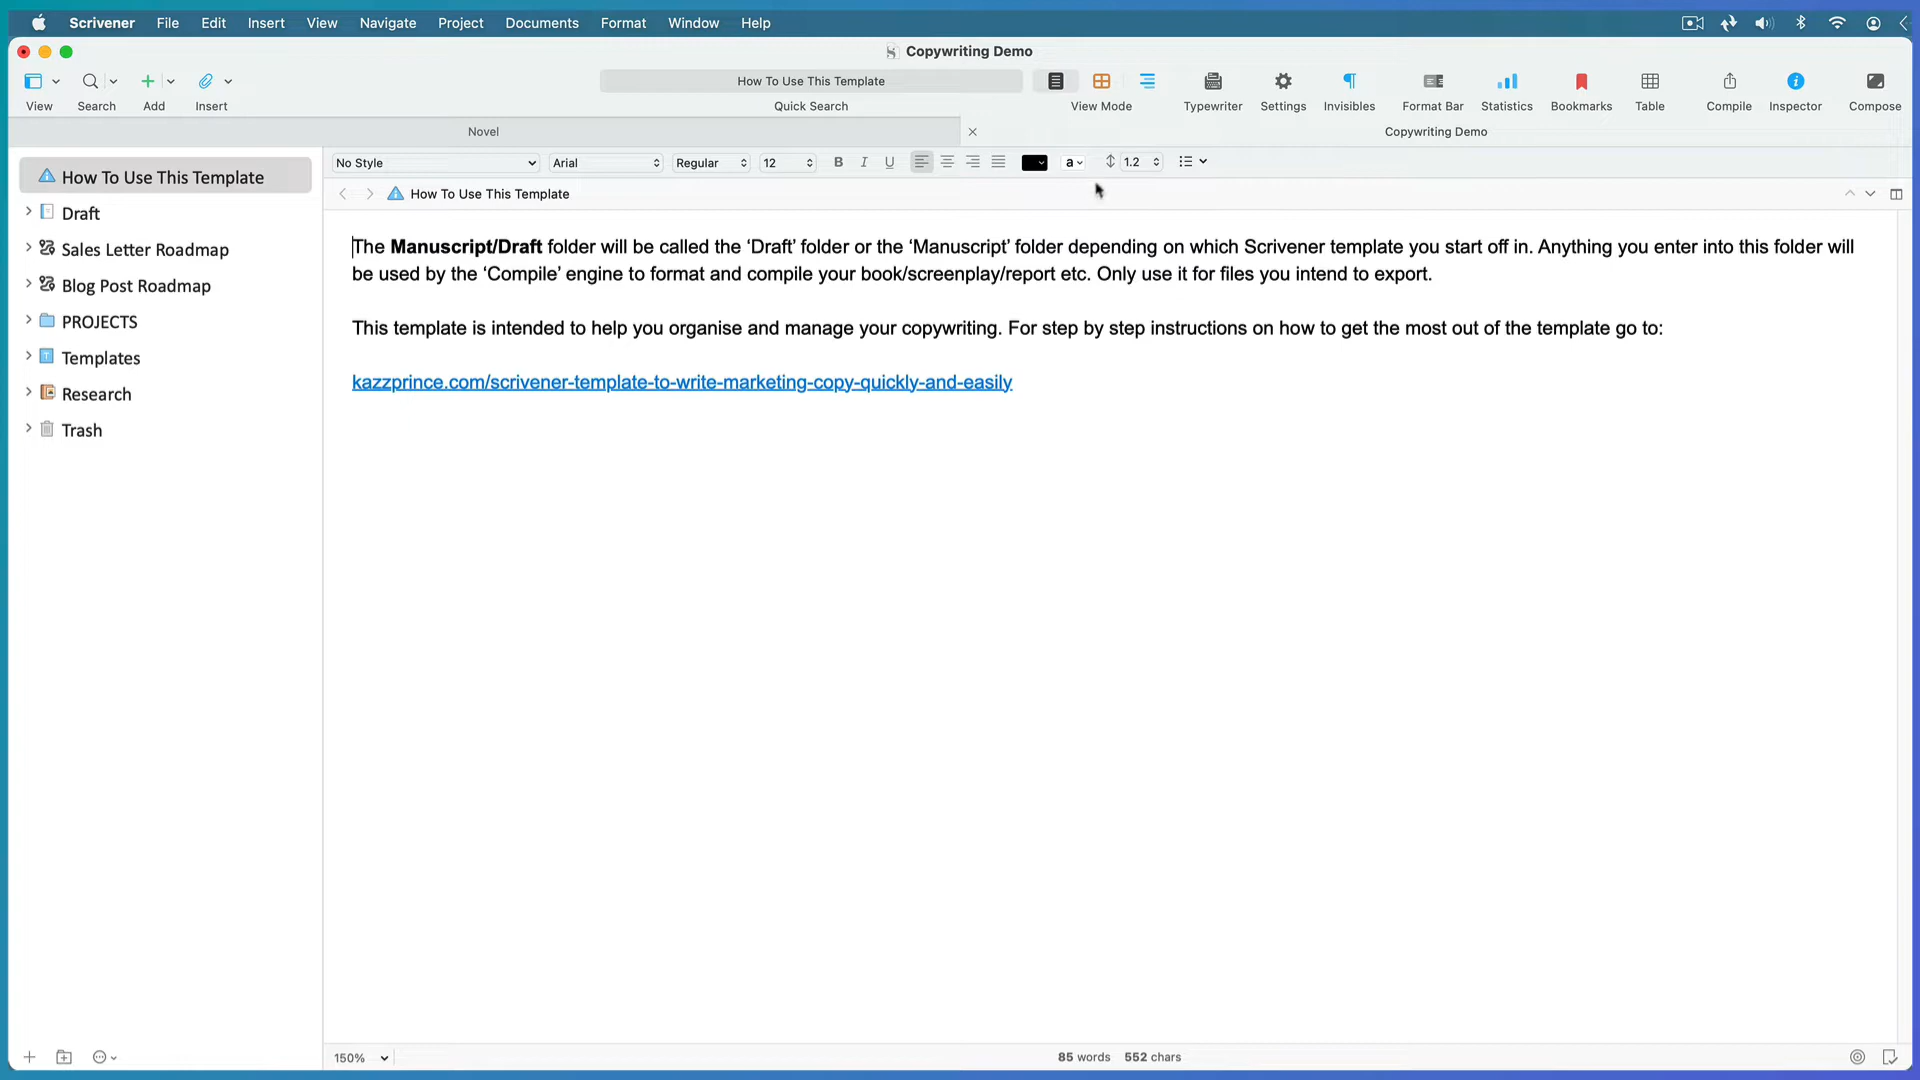 Scrivener File Edit Insert View Navigate Project Documents Format Window Help
Copywriting Demo
How To Use This Template
View Search Add Insert Quick Search View Mode Typewriter Settings Invisibles Format Bar Statistics Bookmarks Table Compile Inspector Compose
Novel Copywriting Demo
No Style Arial Regular 12 B I U a 1.2
How To Use This Template
Draft
Sales Letter Roadmap
Blog Post Roadmap
PROJECTS
Templates
Research
Trash
How To Use This Template
The Manuscript/Draft folder will be called the ‘Draft’ folder or the ‘Manuscript’ folder depending on which Scrivener template you start off in. Anything you enter into this folder will
be used by the ‘Compile’ engine to format and compile your book/screenplay/report etc. Only use it for files you intend to export.
This template is intended to help you organise and manage your copywriting. For step by step instructions on how to get the most out of the template go to:
kazzprince.com/scrivener-template-to-write-marketing-copy-quickly-and-easily
150% 85 words 552 chars